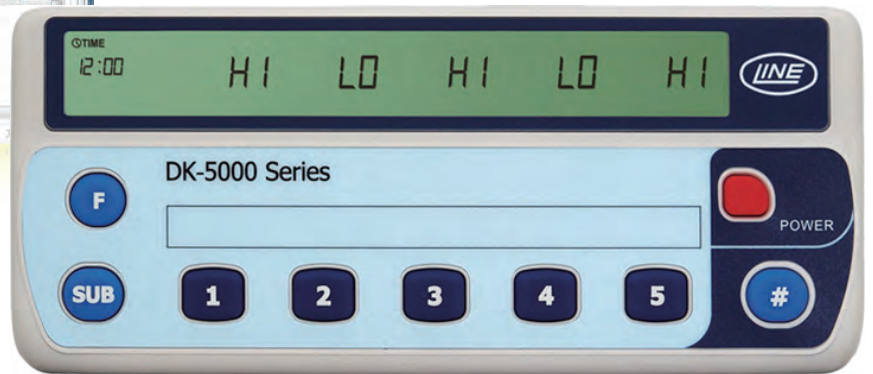 TIME
12:00 HI LO HI LO HI
LINE
DK-5000 Series
F
POWER
SUB 1 2 3 4 5 #